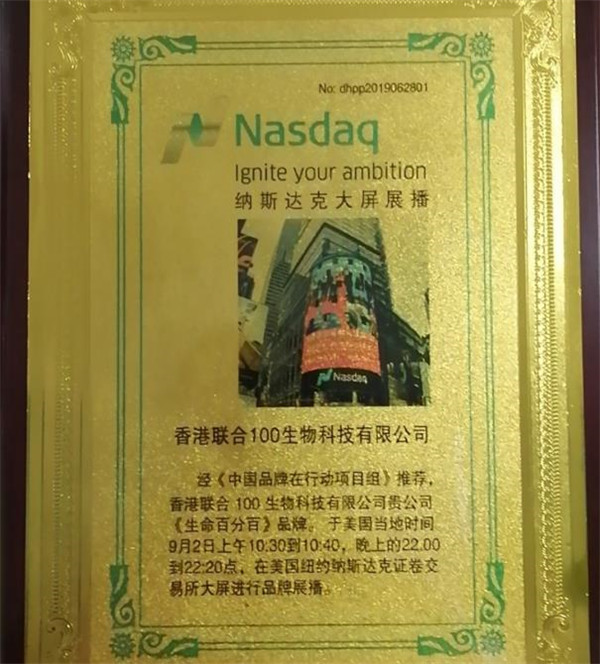 No: dhpp2019062801
Nasdaq
Ignite your ambition
纳斯达克大屏展播
Nasdaq
香港联合100生物科技有限公司
经《中国品牌在行动项目组》推荐,
香港联合 100 生物科技有限公司贵公司
《生命百分百》品牌。 于美国当地时间
9月2日上午10:30到10:40, 晚上的22.00
到22:20点, 在美国纽约纳斯达克证卷交
易所大屏进行品牌展播。